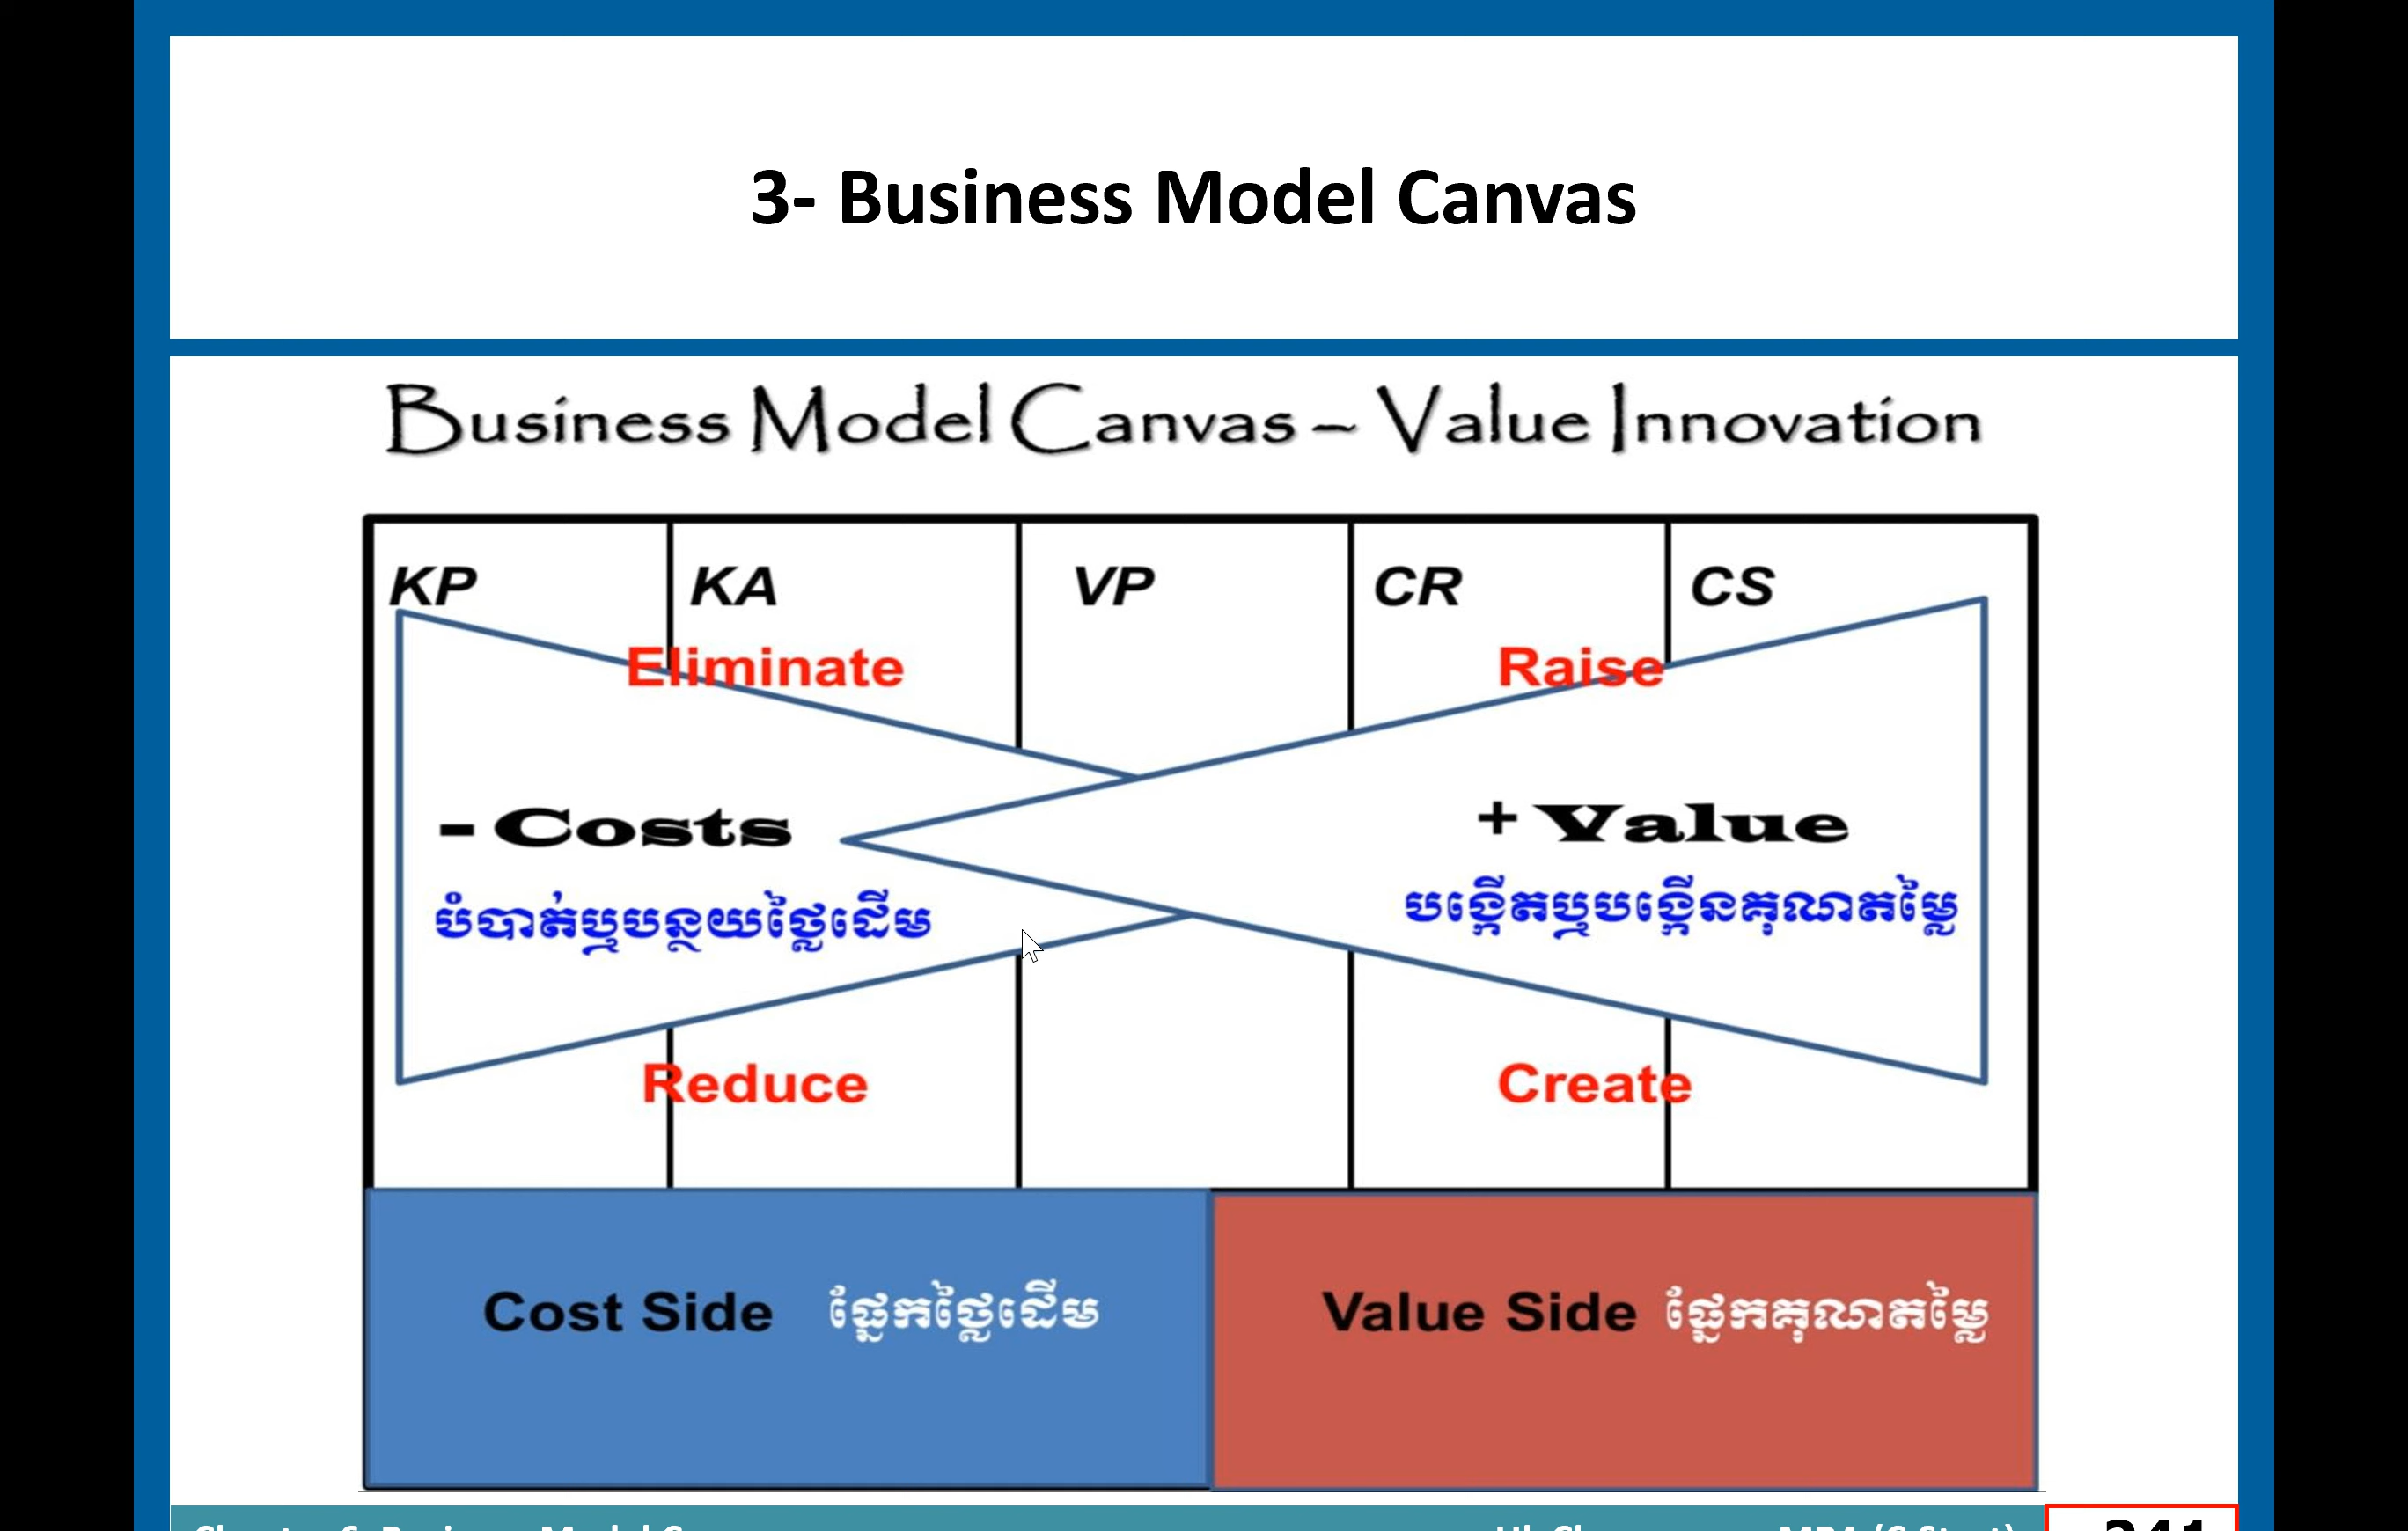 3- Business Model Canvas
Business Model Canvas – Value Innovation
KP KA VP CR CS
Eliminate Raise
- Costs + Value
បំបាត់ឬបន្ថយថ្លៃដើម បង្កើតឬបង្កើនគុណតម្លៃ
Reduce Create
Cost Side ផ្នែកថ្លៃដើម Value Side ផ្នែកគុណតម្លៃ